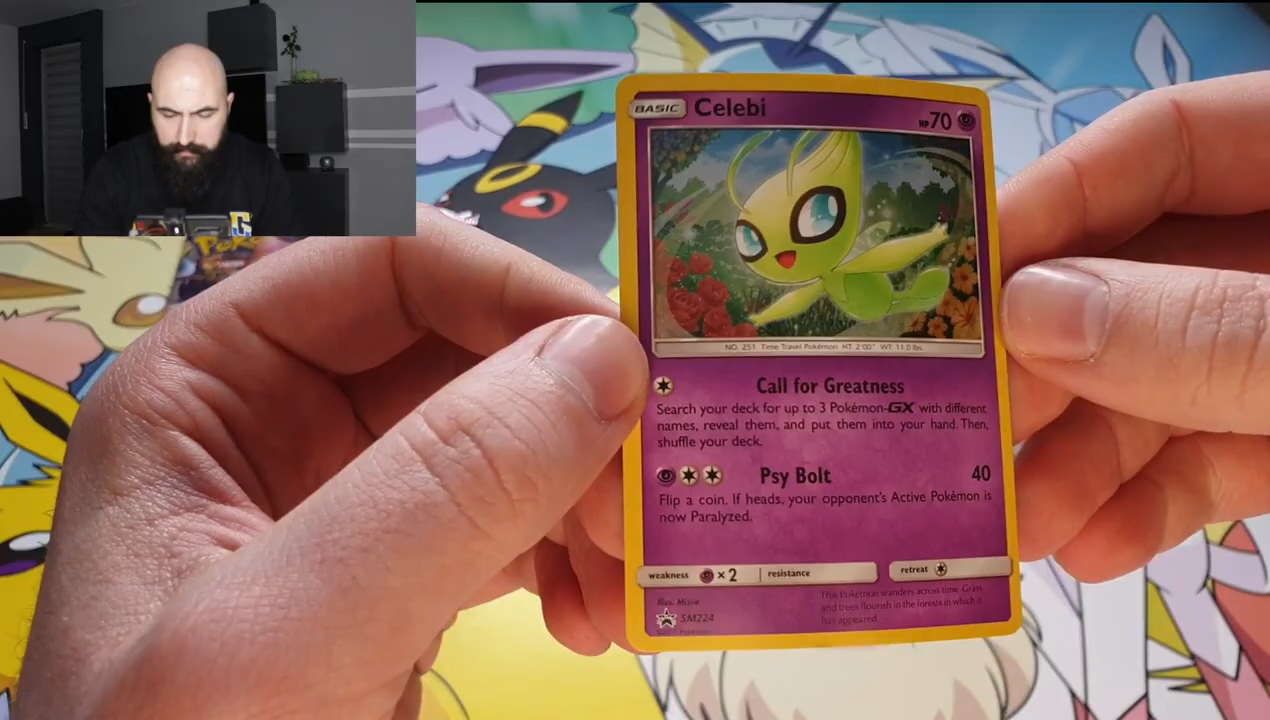 BASIC Celebi HP70
NO. 251 Time Travel Pokémon HT 2'00" WT: 11.0 lbs.
Call for Greatness
Search your deck for up to 3 Pokémon-GX with different
names, reveal them, and put them into your hand. Then,
shuffle your deck.
Psy Bolt 40
Flip a coin. If heads, your opponent's Active Pokémon is
now Paralyzed.
weakness ×2 resistance retreat
Illus. Mizue
SM224
This Pokémon wanders across time. Grass
and trees flourish in the forests in which it
has appeared.